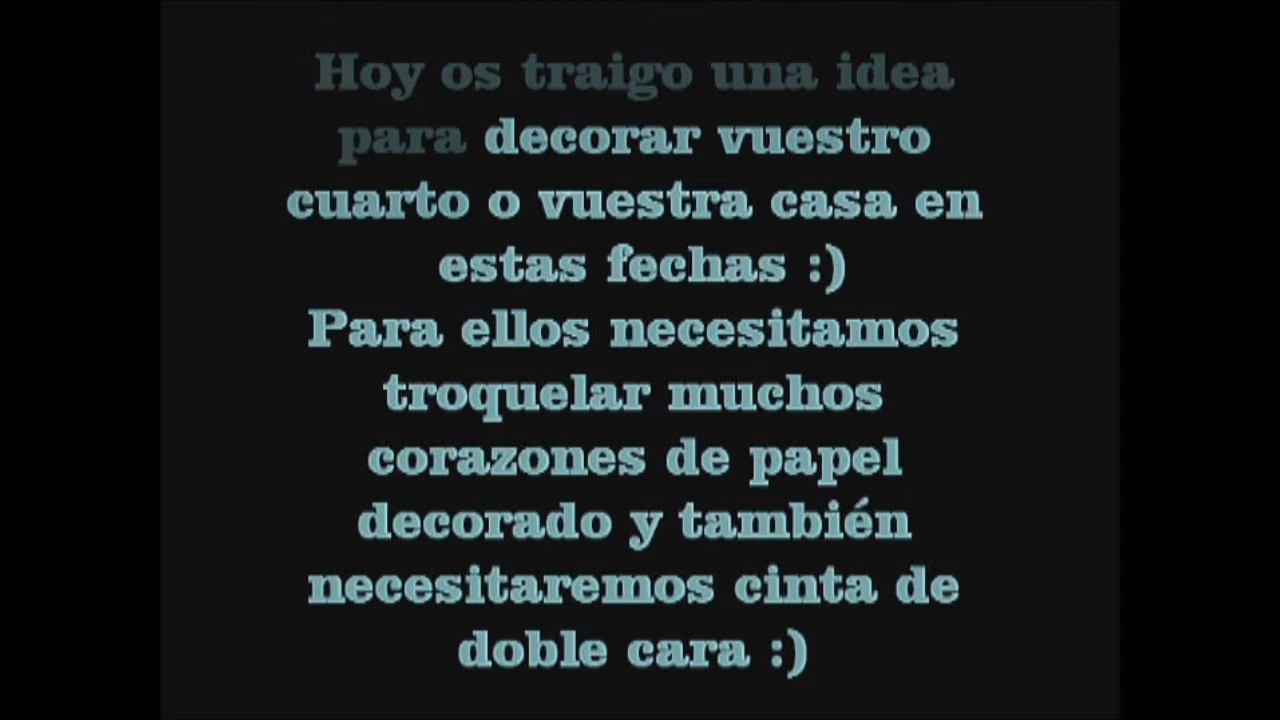 Hoy os traigo una idea
para decorar vuestro
cuarto o vuestra casa en
estas fechas :)
Para ellos necesitamos
troquelar muchos
corazones de papel
decorado y también
necesitaremos cinta de
doble cara :)